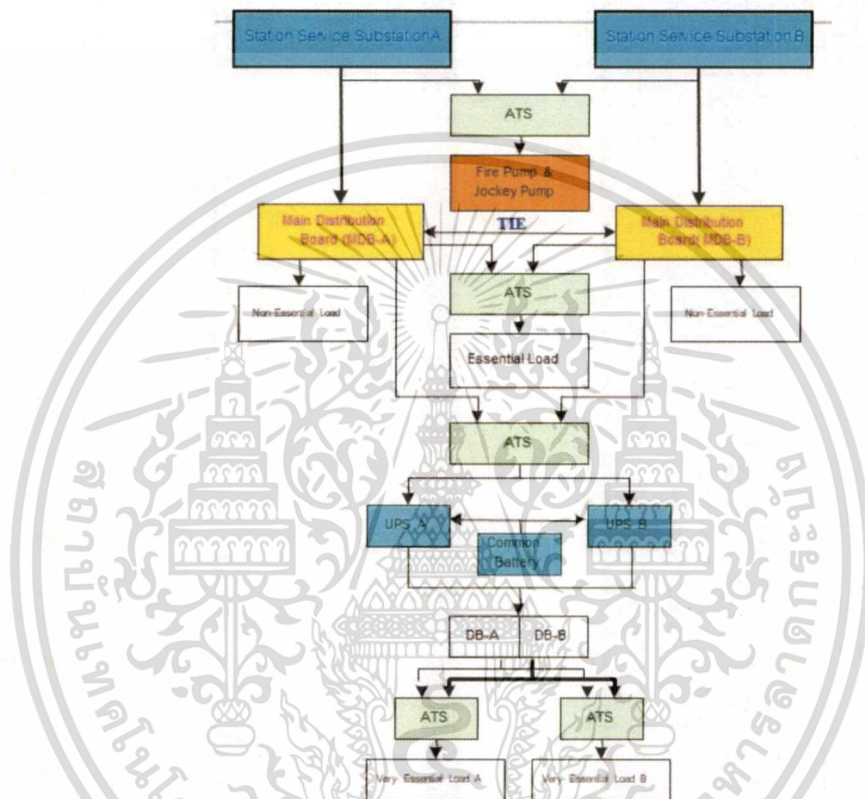 Station Service Substation A
Station Service Substation B
ATS
Fire Pump &
Jockey Pump
Main Distribution
Board (MDB-A)
TIE
Main Distribution
Board( MDB-B)
ATS
Non-Essential Load
Non-Essential Load
Essential Load
ATS
UPS A
Common
Battery
UPS B
DB-A
DB-B
ATS
ATS
Very Essential Load A
Very Essential Load B